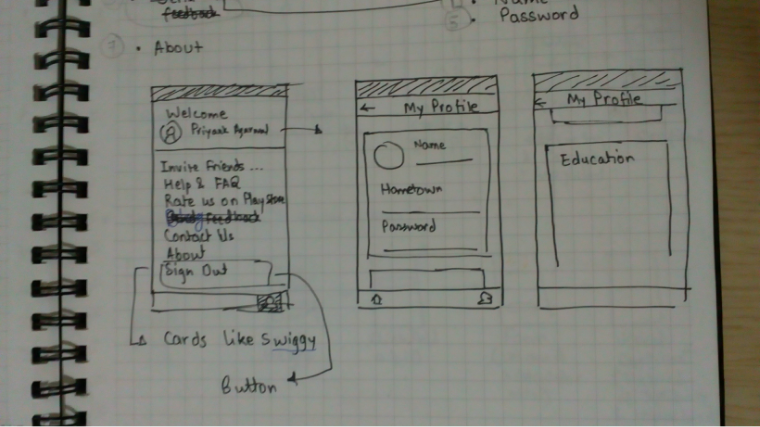 feedback
Name
Password
• About
Welcome
Priyank Agarwal
Invite Friends ...
Help & FAQ
Rate us on Play Store
feedback
Contact Us
About
Sign Out
Cards like Swiggy
Button
My Profile
Name
Hometown
Password
My Profile
Education